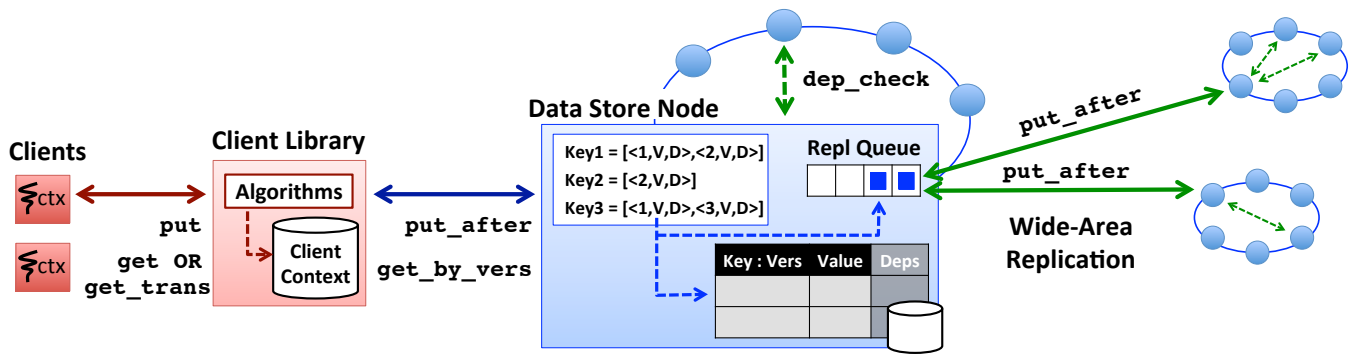 Clients
ctx
ctx
put
get OR
get_trans
Client Library
Algorithms
Client
Context
put_after
get_by_vers
Data Store Node
Key1 = [<1,V,D>,<2,V,D>]
Key2 = [<2,V,D>]
Key3 = [<1,V,D>,<3,V,D>]
dep_check
Repl Queue
Key : Vers Value Deps
put_after
put_after
Wide-Area
Replication